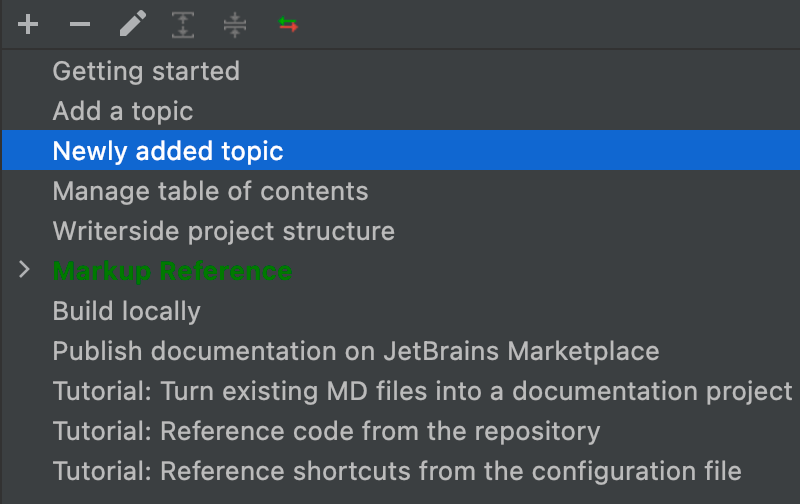 Getting started
Add a topic
Newly added topic
Manage table of contents
Writerside project structure
Markup Reference
Build locally
Publish documentation on JetBrains Marketplace
Tutorial: Turn existing MD files into a documentation project
Tutorial: Reference code from the repository
Tutorial: Reference shortcuts from the configuration file